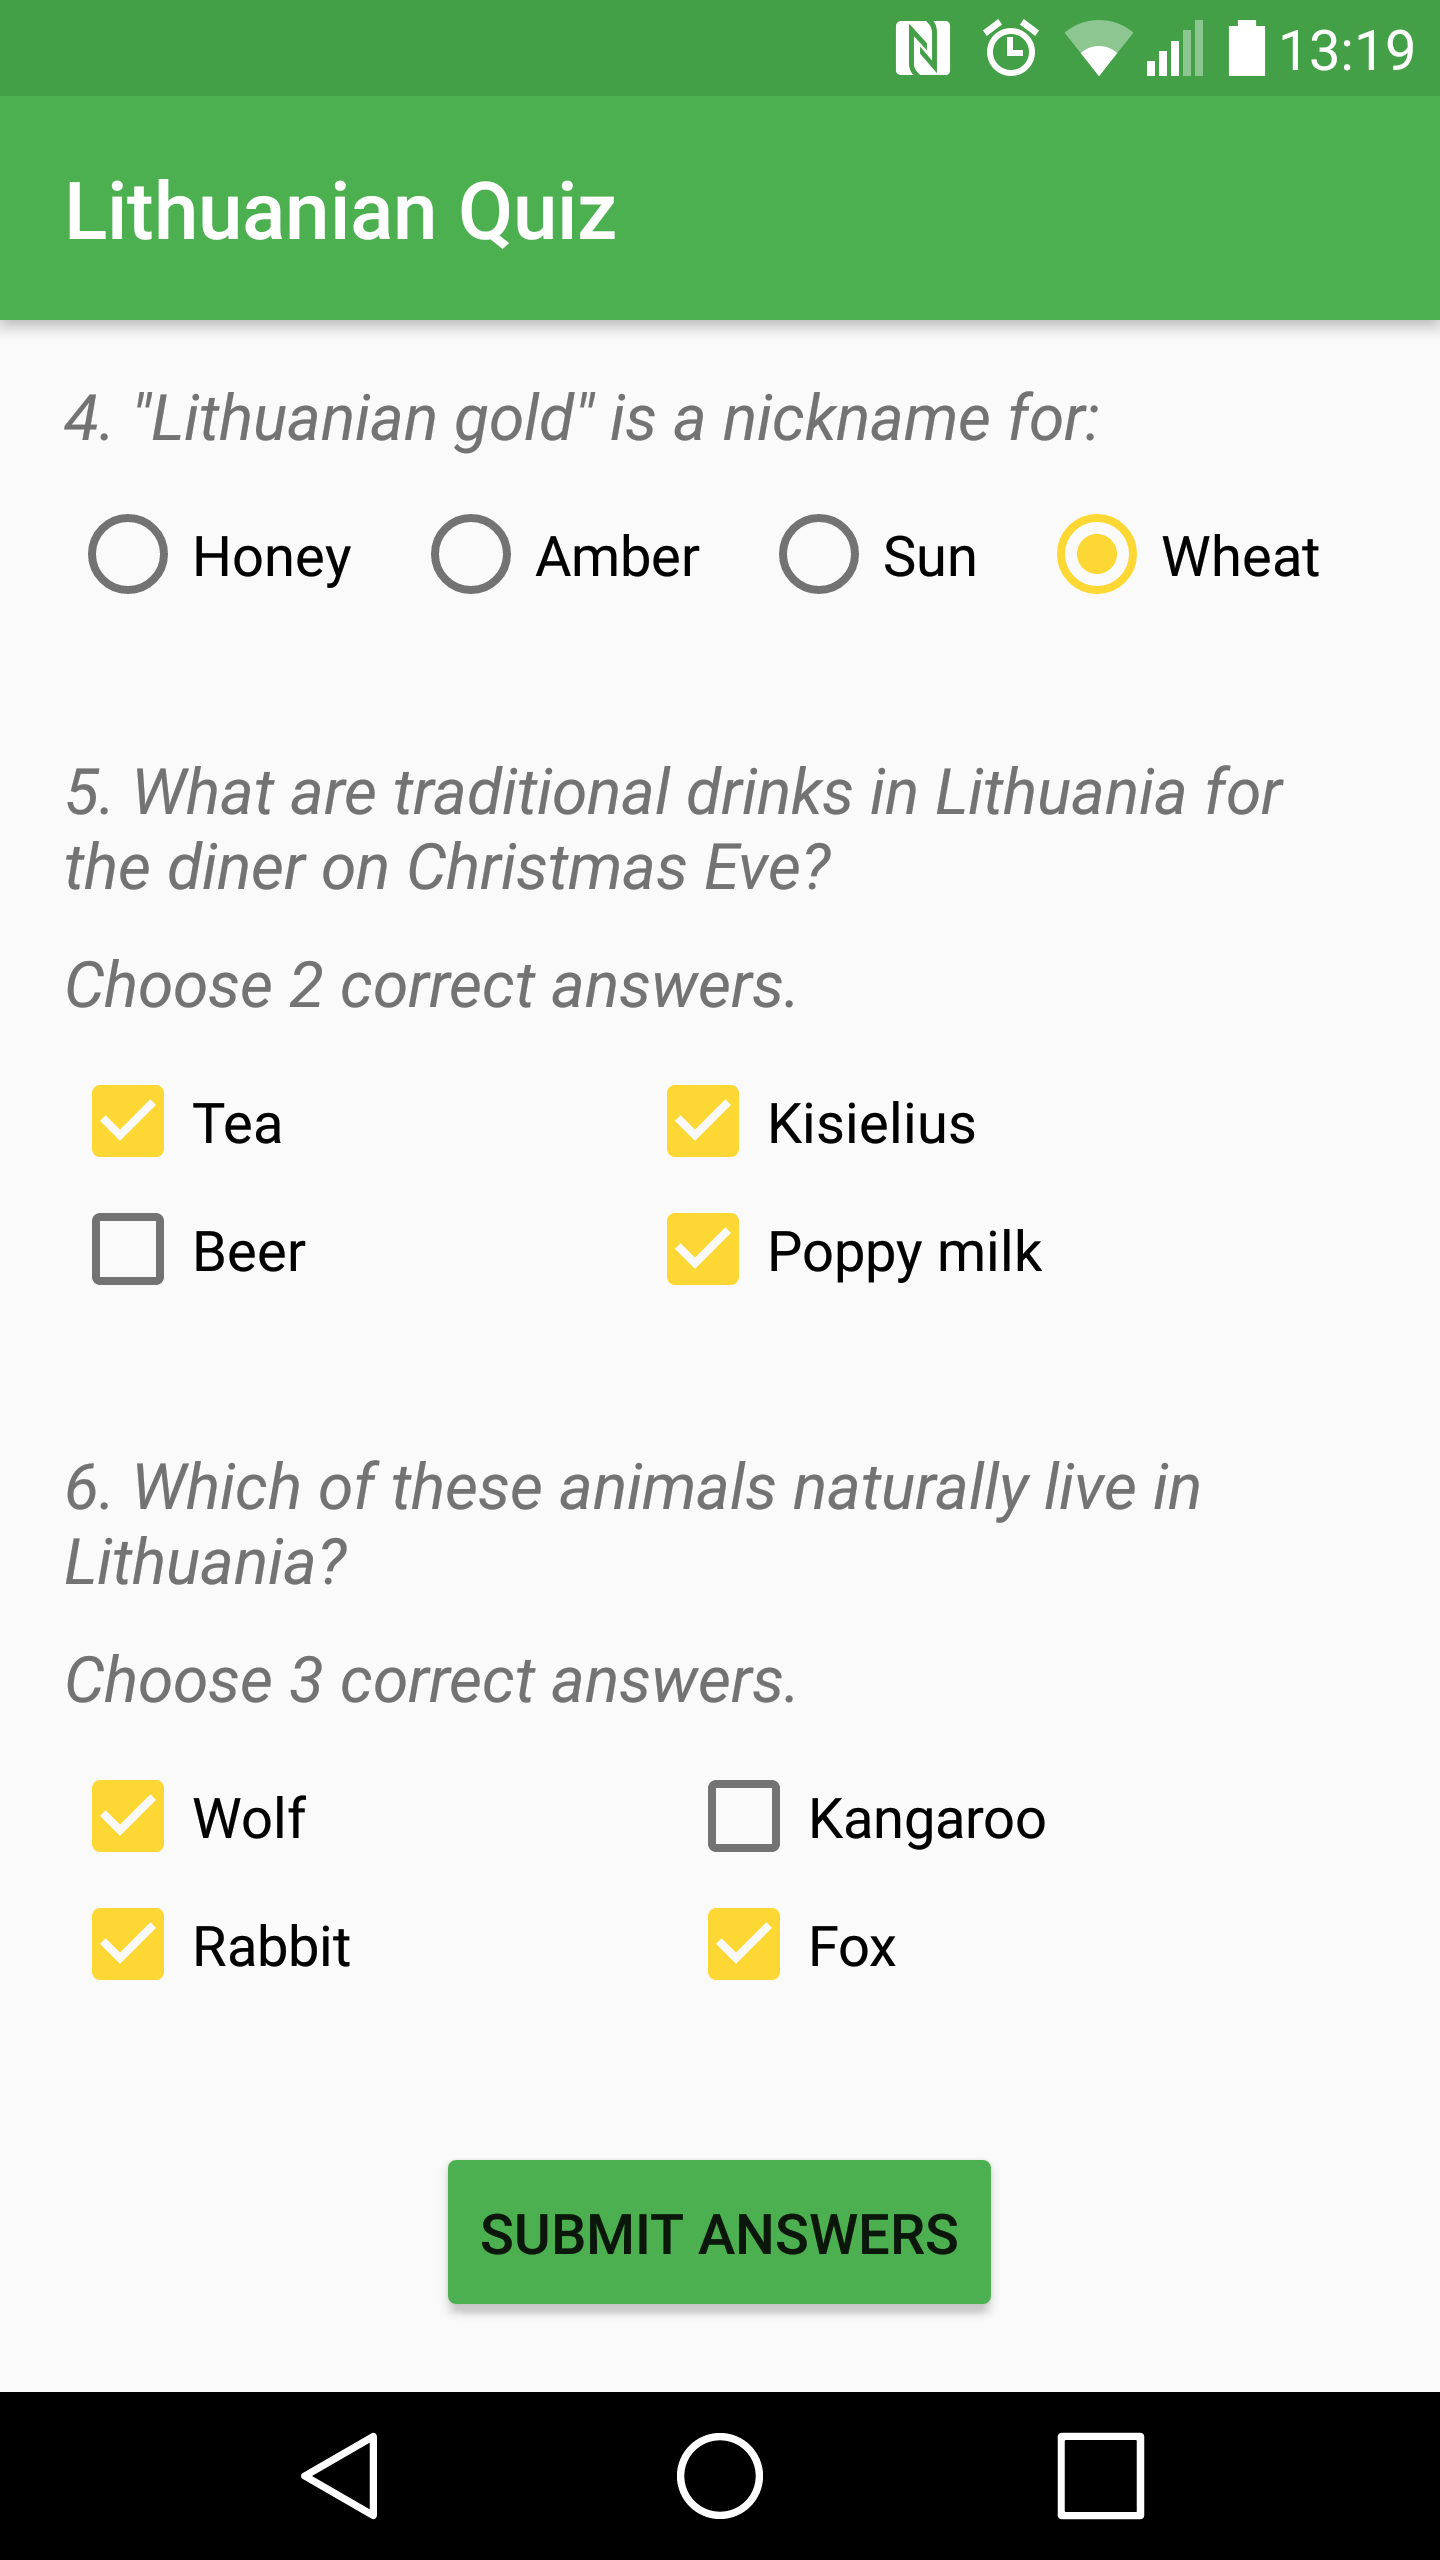 13:19
Lithuanian Quiz
4. "Lithuanian gold" is a nickname for:
Honey Amber Sun Wheat
5. What are traditional drinks in Lithuania for
the diner on Christmas Eve?
Choose 2 correct answers.
Tea Kisielius
Beer Poppy milk
6. Which of these animals naturally live in
Lithuania?
Choose 3 correct answers.
Wolf Kangaroo
Rabbit Fox
SUBMIT ANSWERS